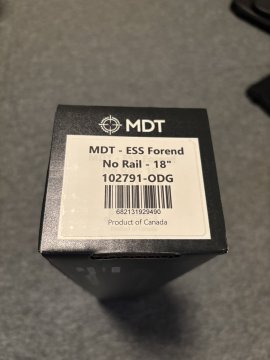 MDT
MDT - ESS Forend
No Rail - 18"
102791-ODG
682131929490
Product of Canada